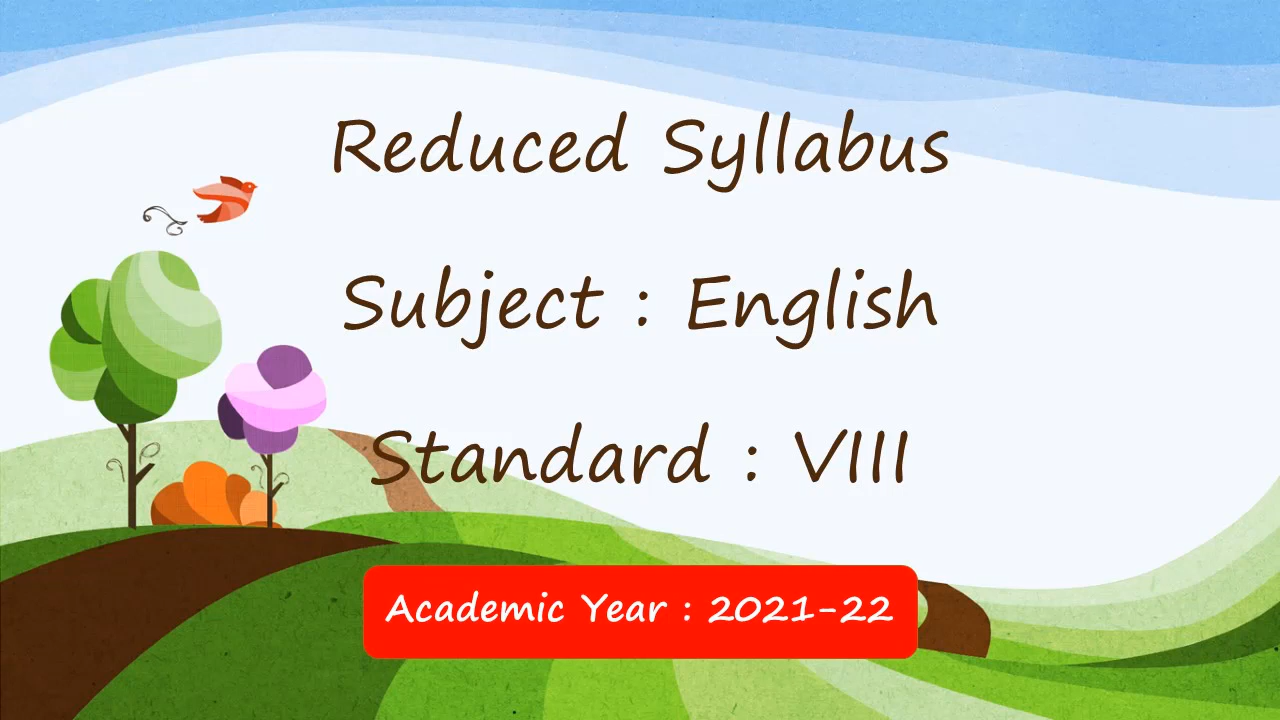 Reduced Syllabus
Subject : English
Standard : VIII
Academic Year : 2021-22